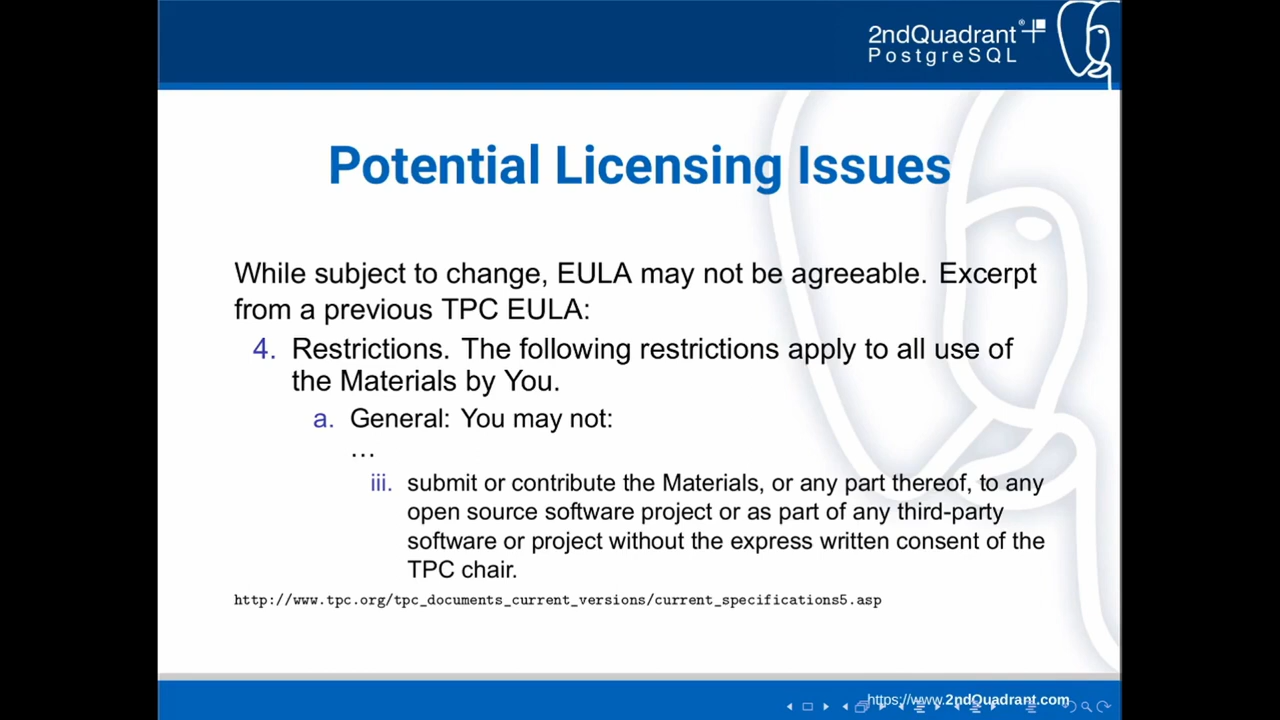 2ndQuadrant®
PostgreSQL
Potential Licensing Issues
While subject to change, EULA may not be agreeable. Excerpt
from a previous TPC EULA:
4. Restrictions. The following restrictions apply to all use of
the Materials by You.
a. General: You may not:
…
iii. submit or contribute the Materials, or any part thereof, to any
open source software project or as part of any third-party
software or project without the express written consent of the
TPC chair.
http://www.tpc.org/tpc_documents_current_versions/current_specifications5.asp
https://www.2ndQuadrant.com